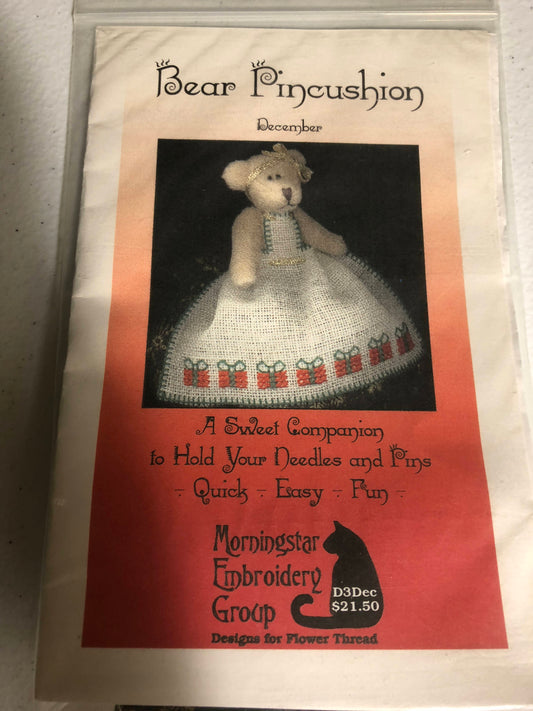 Bear Pincushion
December
A Sweet Companion
to Hold Your Needles and Pins
- Quick - Easy - Fun -
Morningstar
Embroidery
Group
D3Dec
$21.50
Designs for Flower Thread